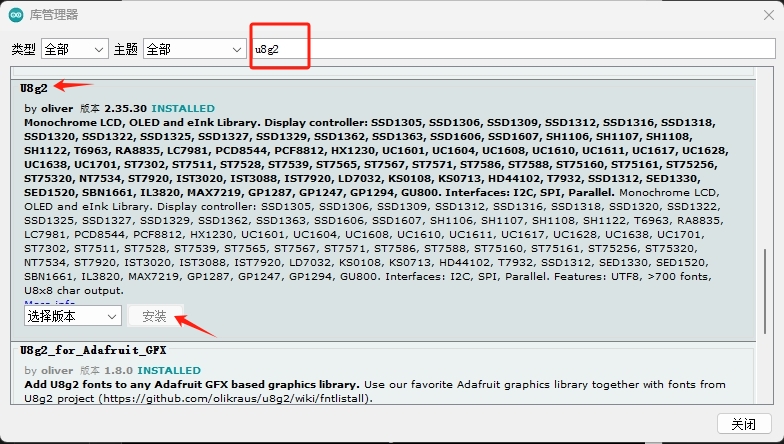 库管理器
类型 全部 主题 全部 u8g2
U8g2
by oliver 版本 2.35.30 INSTALLED
Monochrome LCD, OLED and eInk Library. Display controller: SSD1305, SSD1306, SSD1309, SSD1312, SSD1316, SSD1318,
SSD1320, SSD1322, SSD1325, SSD1327, SSD1329, SSD1362, SSD1363, SSD1606, SSD1607, SH1106, SH1107, SH1108,
SH1122, T6963, RA8835, LC7981, PCD8544, PCF8812, HX1230, UC1601, UC1604, UC1608, UC1610, UC1611, UC1617, UC1628,
UC1638, UC1701, ST7302, ST7511, ST7528, ST7539, ST7565, ST7567, ST7571, ST7586, ST7588, ST75160, ST75161, ST75256,
ST75320, NT7534, ST7920, IST3020, IST3088, IST7920, LD7032, KS0108, KS0713, HD44102, T7932, SSD1312, SED1330,
SED1520, SBN1661, IL3820, MAX7219, GP1287, GP1247, GP1294, GU800. Interfaces: I2C, SPI, Parallel. Monochrome LCD,
OLED and eInk Library. Display controller: SSD1305, SSD1306, SSD1309, SSD1312, SSD1316, SSD1318, SSD1320, SSD1322,
SSD1325, SSD1327, SSD1329, SSD1362, SSD1363, SSD1606, SSD1607, SH1106, SH1107, SH1108, SH1122, T6963, RA8835,
LC7981, PCD8544, PCF8812, HX1230, UC1601, UC1604, UC1608, UC1610, UC1611, UC1617, UC1628, UC1638, UC1701,
ST7302, ST7511, ST7528, ST7539, ST7565, ST7567, ST7571, ST7586, ST7588, ST75160, ST75161, ST75256, ST75320,
NT7534, ST7920, IST3020, IST3088, IST7920, LD7032, KS0108, KS0713, HD44102, T7932, SSD1312, SED1330, SED1520,
SBN1661, IL3820, MAX7219, GP1287, GP1247, GP1294, GU800. Interfaces: I2C, SPI, Parallel. Features: UTF8, >700 fonts,
U8x8 char output.
More info
选择版本 安装
U8g2_for_Adafruit_GFX
by oliver 版本 1.8.0 INSTALLED
Add U8g2 fonts to any Adafruit GFX based graphics library. Use our favorite Adafruit graphics library together with fonts from
U8g2 project (https://github.com/olikraus/u8g2/wiki/fntlistall).
关闭